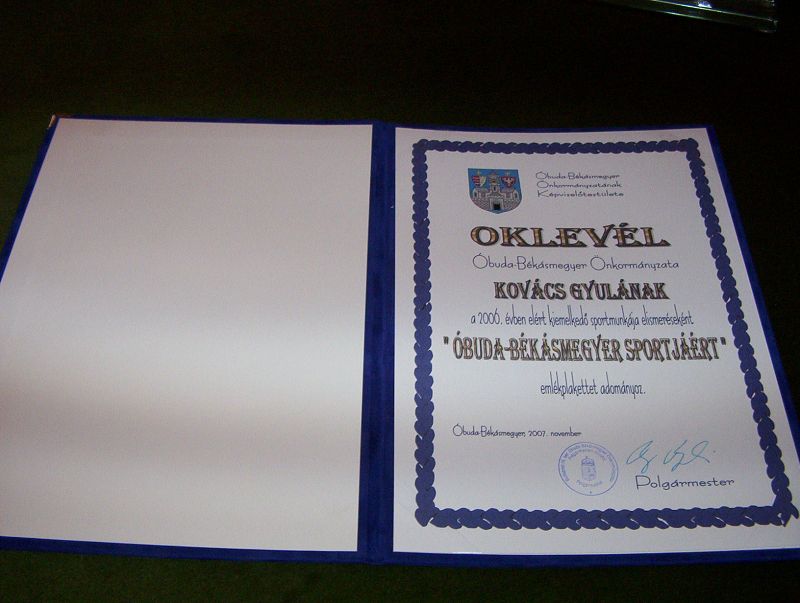 Óbuda-Békásmegyer
Önkormányzatának
Képviselőtestülete
OKLEVÉL
Óbuda-Békásmegyer Önkormányzata
KOVÁCS GYULÁNAK
a 2006. évben elért kiemelkedő sportmunkája elismeréseként
"ÓBUDA-BÉKÁSMEGYER SPORTJÁÉRT"
emlékplakettet adományoz.
Óbuda-Békásmegyer, 2007. november
Polgármester